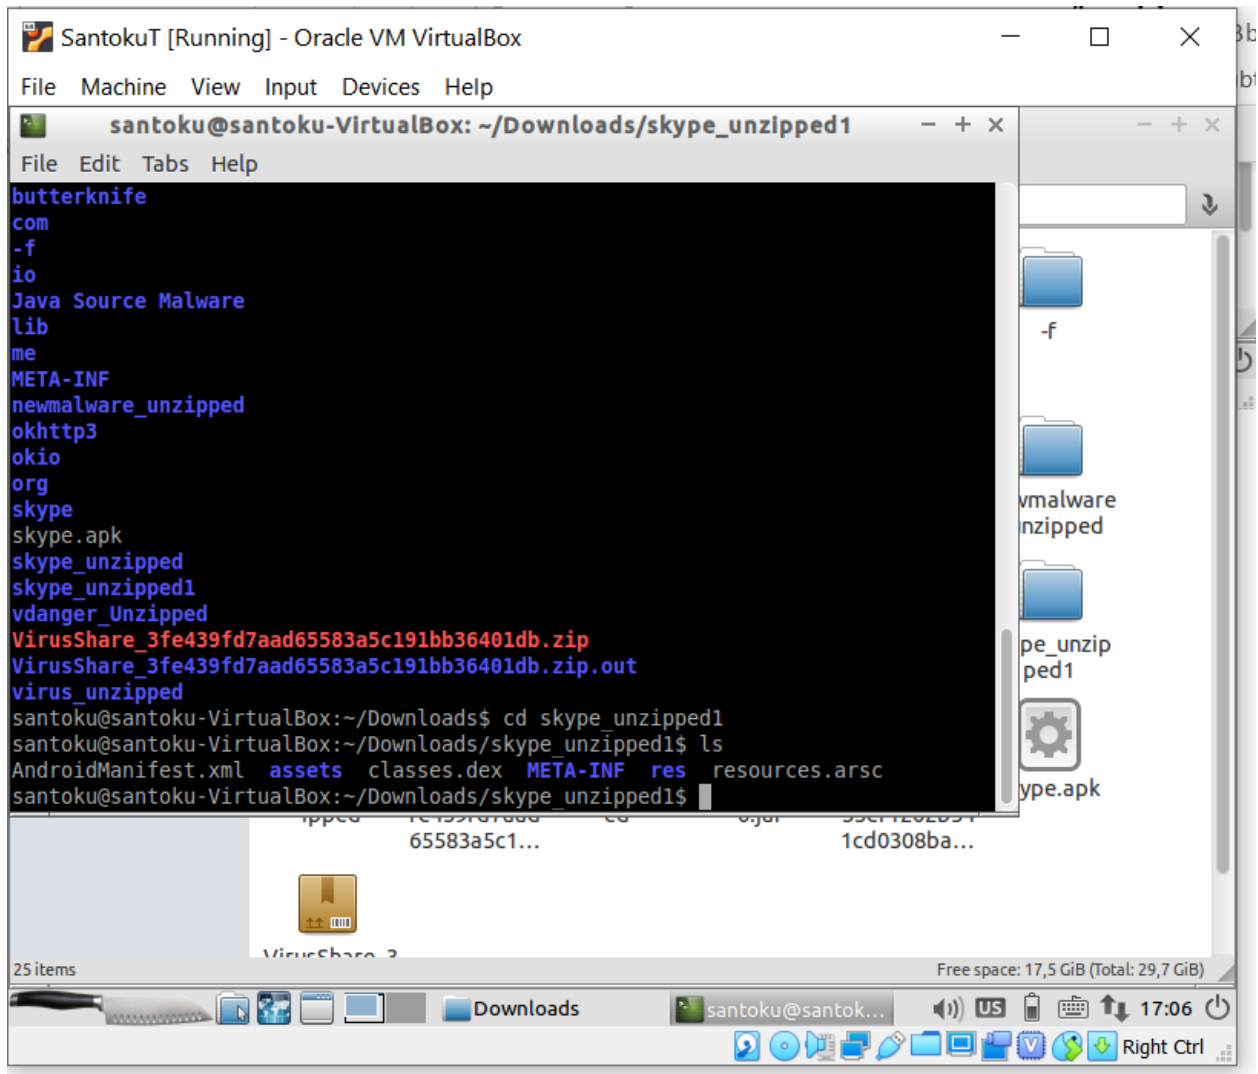 SantokuT [Running] - Oracle VM VirtualBox
File Machine View Input Devices Help
santoku@santoku-VirtualBox: ~/Downloads/skype_unzipped1
File Edit Tabs Help
butterknife
com
-f
io
Java Source Malware
lib
me
META-INF
newmalware_unzipped
okhttp3
okio
org
skype
skype.apk
skype_unzipped
skype_unzipped1
vdanger_Unzipped
VirusShare_3fe439fd7aad65583a5c191bb36401db.zip
VirusShare_3fe439fd7aad65583a5c191bb36401db.zip.out
virus_unzipped
santoku@santoku-VirtualBox:~/Downloads$ cd skype_unzipped1
santoku@santoku-VirtualBox:~/Downloads/skype_unzipped1$ ls
AndroidManifest.xml assets classes.dex META-INF res resources.arsc
santoku@santoku-VirtualBox:~/Downloads/skype_unzipped1$
-f
wmalware
nzipped
pe_unzip
ped1
ype.apk
65583a5c1...
1cd0308ba...
VirusShare_3
25 items
Free space: 17,5 GiB (Total: 29,7 GiB)
Downloads
santoku@santok...
US
17:06
Right Ctrl